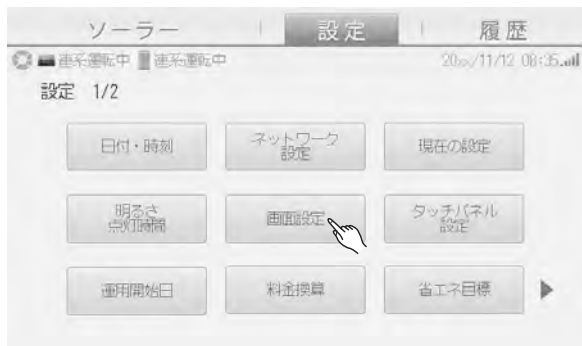 ソーラー 設定 履歴
連系運転中 連系運転中 20○○/11/12 08:35
設定 1/2
日付・時刻
ネットワーク
設定
現在の設定
明るさ
点灯時間
画面設定
タッチパネル
設定
運用開始日
料金換算
省エネ目標